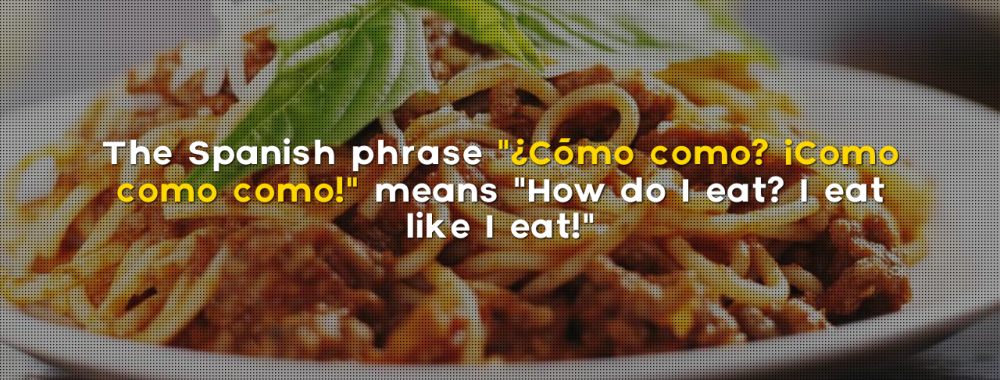 The Spanish phrase "¿Cómo como? ¡Como
como como!" means "How do I eat? I eat
like I eat!"